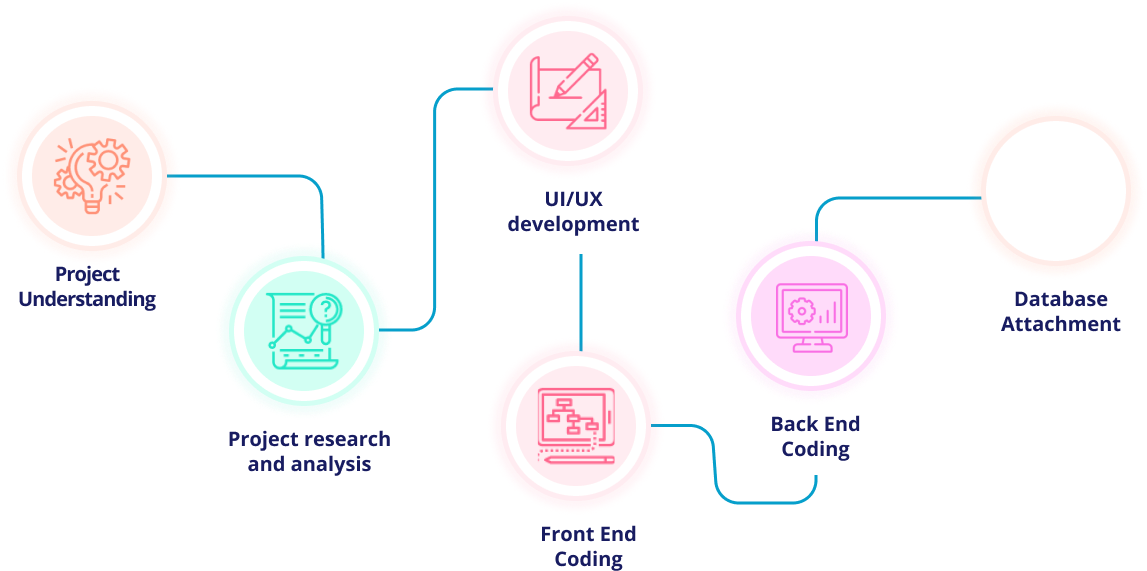 Project
Understanding
Project research
and analysis
UI/UX
development
Front End
Coding
Back End
Coding
Database
Attachment
?